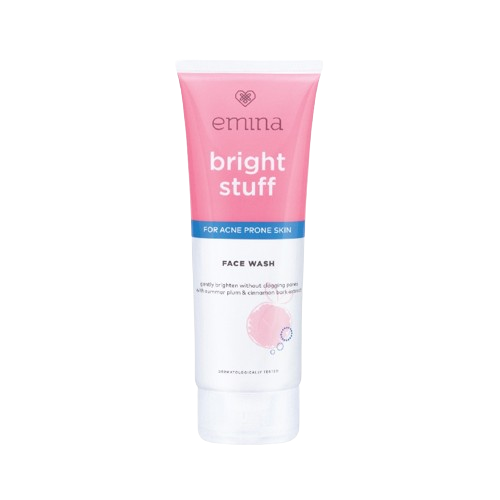 emina
bright
stuff
FOR ACNE PRONE SKIN
FACE WASH
gently brighten without clogging pores
with summer plum & cinnamon bark extract
DERMATOLOGICALLY TESTED